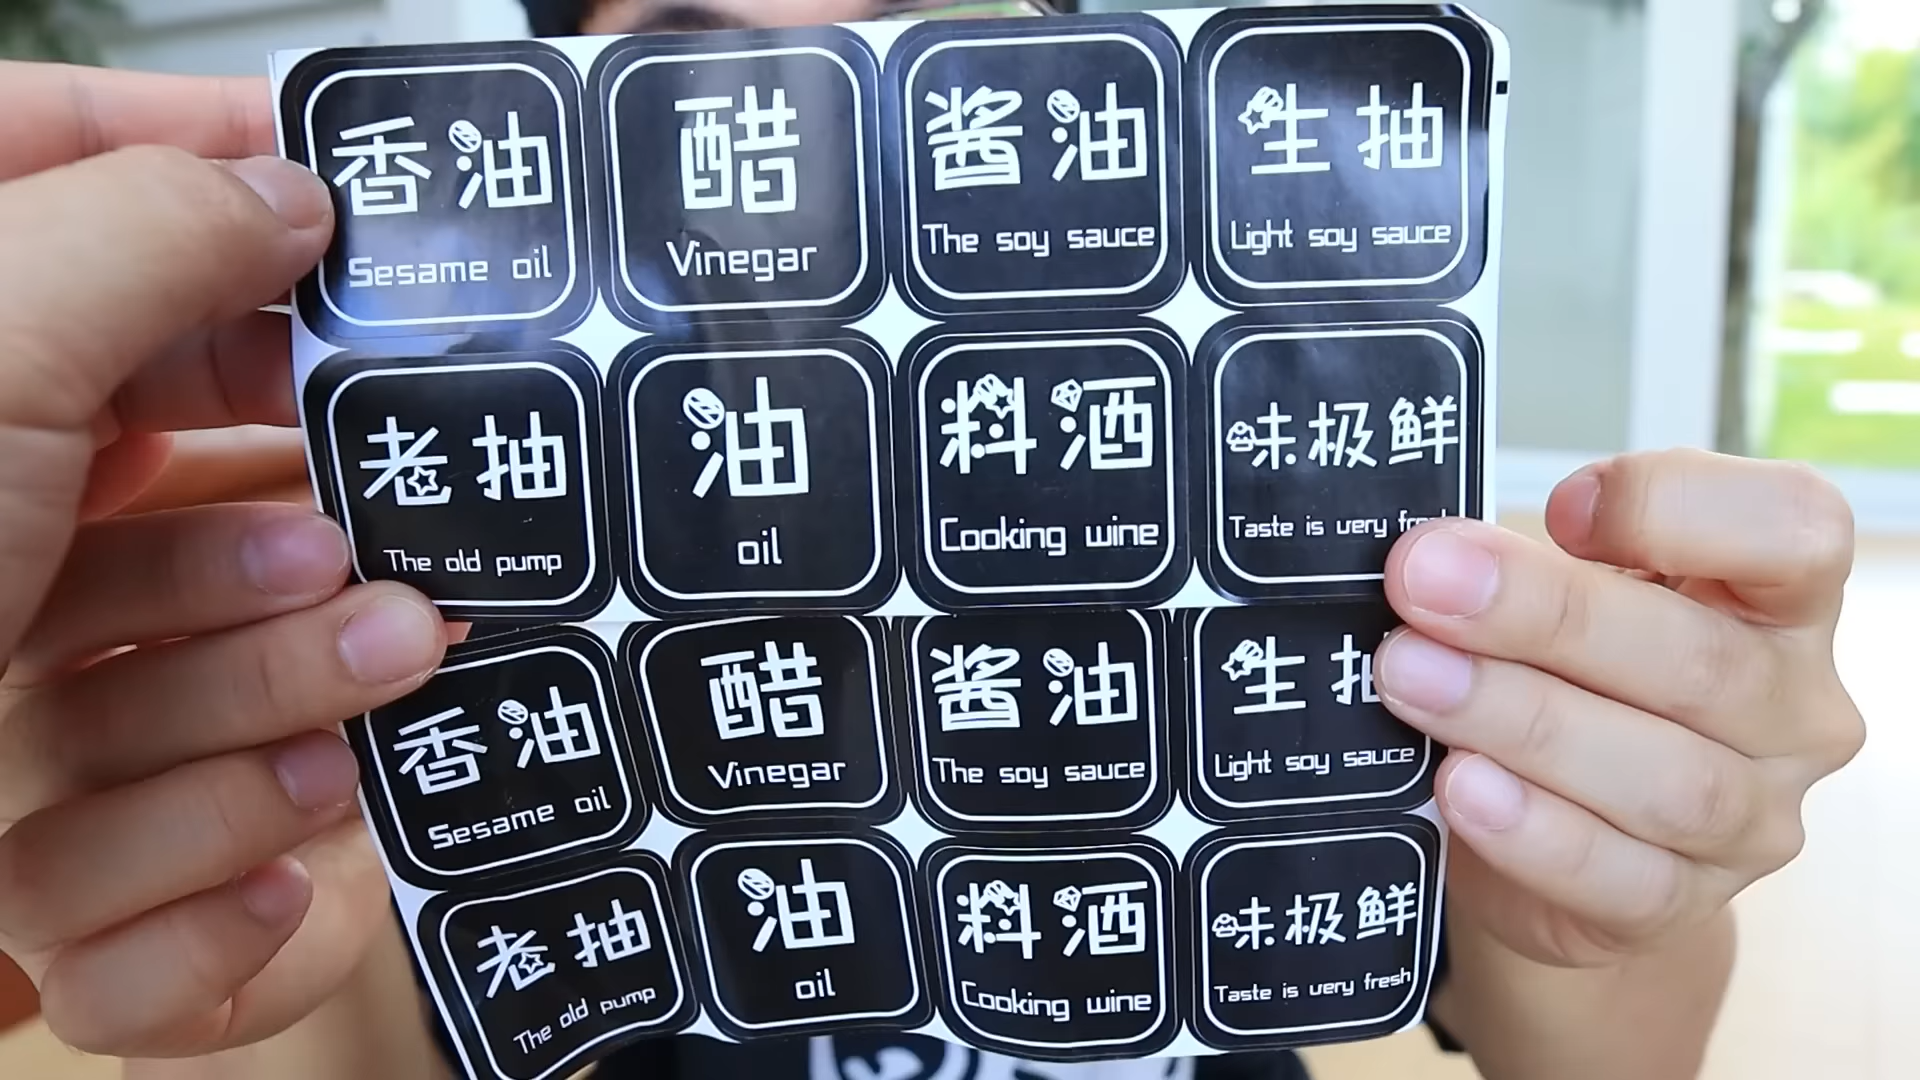 香油
Sesame oil
醋
Vinegar
酱油
The soy sauce
生抽
Light soy sauce
老抽
The old pump
油
oil
料酒
Cooking wine
味极鲜
Taste is very
香油
Sesame oil
醋
Vinegar
酱油
The soy sauce
生
Light soy sauce
老抽
The old pump
油
oil
料酒
Cooking wine
味极鲜
Taste is very fresh